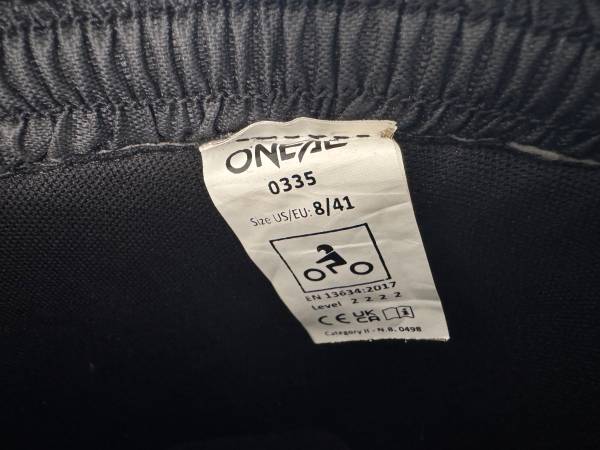 ONEAL
0335
Size US/EU: 8/41
EN 13634:2017
Level 2 2 2 2
CE UK CA i
Category II - N.B. 0498